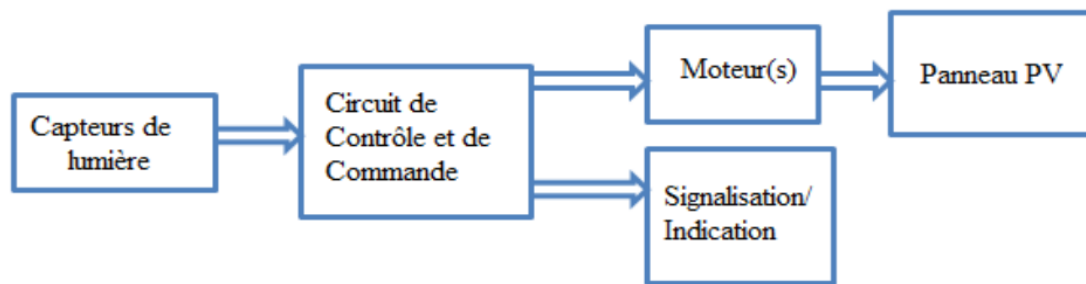 Capteurs de
lumière
Circuit de
Contrôle et de
Commande
Moteur(s)
Panneau PV
Signalisation/
Indication